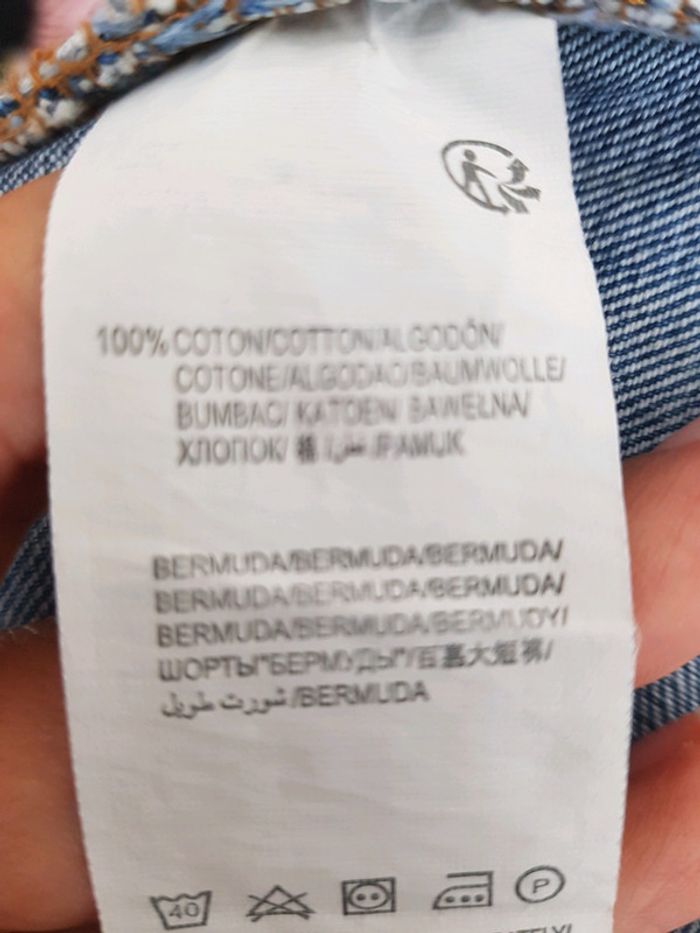 100% COTON/COTTON/ALGODÓN/
COTONE/ALGODAO/BAUMWOLLE/
BUMBAC/ KATOEN/ BAWEŁNA/
ХЛОПОК/ 棉 /قطن /PAMUK
BERMUDA/BERMUDA/BERMUDA/
BERMUDA/BERMUDA/BERMUDA/
BERMUDA/BERMUDA/BERMUDY/
ШОРТЫ"БЕРМУДЫ"/百慕大短裤/
شورت طويل /BERMUDA
40
P